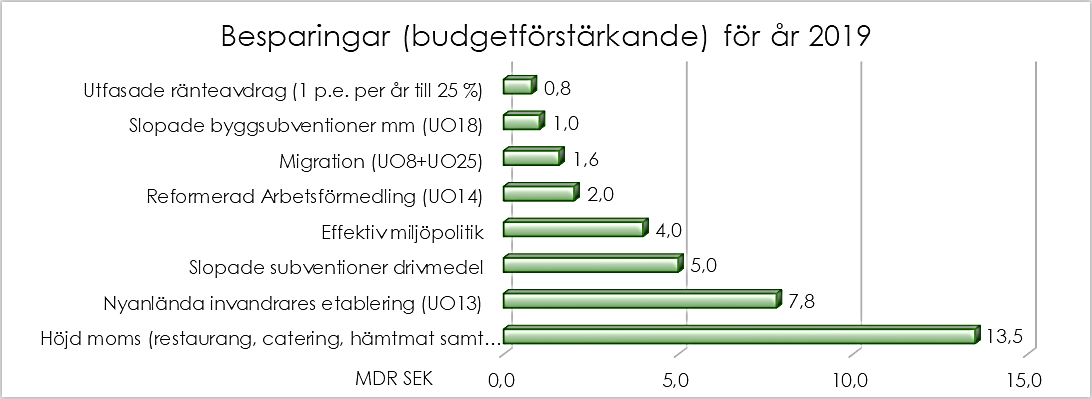 Besparingar (budgetförstärkande) för år 2019
Utfasade ränteavdrag (1 p.e. per år till 25 %) 0,8
Slopade byggsubventioner mm (UO18) 1,0
Migration (UO8+UO25) 1,6
Reformerad Arbetsförmedling (UO14) 2,0
Effektiv miljöpolitik 4,0
Slopade subventioner drivmedel 5,0
Nyanlända invandrares etablering (UO13) 7,8
Höjd moms (restaurang, catering, hämtmat samt... 13,5
MDR SEK 0,0 5,0 10,0 15,0